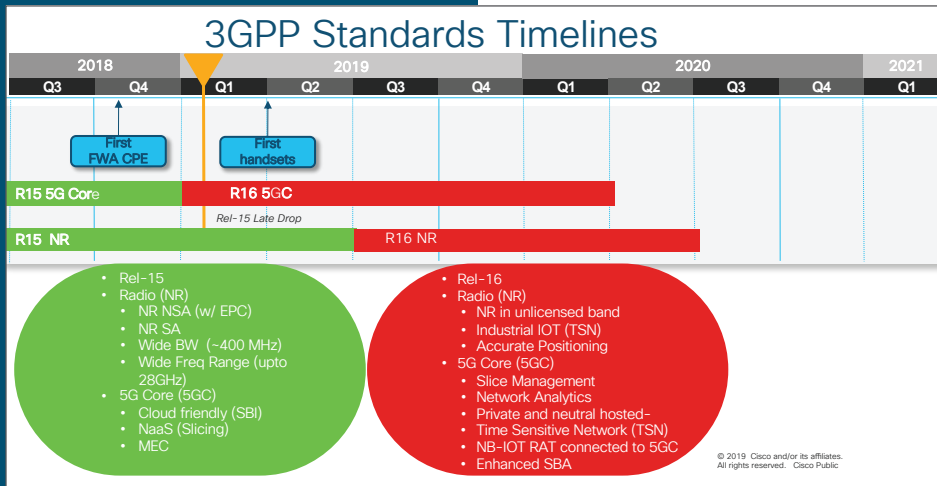 3GPP Standards Timelines
2018 2019 2020 2021
Q3 Q4 Q1 Q2 Q3 Q4 Q1 Q2 Q3 Q4 Q1
First
FWA CPE
First
handsets
R15 5G Core R16 5GC
Rel-15 Late Drop
R15 NR R16 NR
• Rel-15
• Radio (NR)
• NR NSA (w/ EPC)
• NR SA
• Wide BW (~400 MHz)
• Wide Freq Range (upto
28GHz)
• 5G Core (5GC)
• Cloud friendly (SBI)
• NaaS (Slicing)
• MEC
• Rel-16
• Radio (NR)
• NR in unlicensed band
• Industrial IOT (TSN)
• Accurate Positioning
• 5G Core (5GC)
• Slice Management
• Network Analytics
• Private and neutral hosted-
• Time Sensitive Network (TSN)
• NB-IOT RAT connected to 5GC
• Enhanced SBA
© 2019 Cisco and/or its affiliates.
All rights reserved. Cisco Public